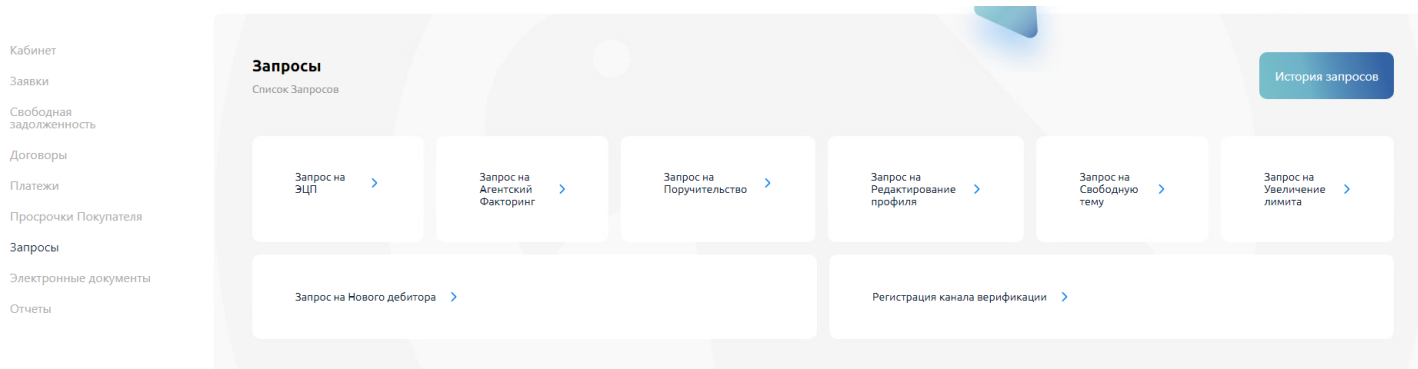 Кабинет
Заявки
Свободная
задолженность
Договоры
Платежи
Просрочки Покупателя
Запросы
Электронные документы
Отчеты
Запросы
Список Запросов
История запросов
Запрос на
ЭЦП
Запрос на
Агентский
Факторинг
Запрос на
Поручительство
Запрос на
Редактирование
профиля
Запрос на
Свободную
тему
Запрос на
Увеличение
лимита
Запрос на Нового дебитора
Регистрация канала верификации